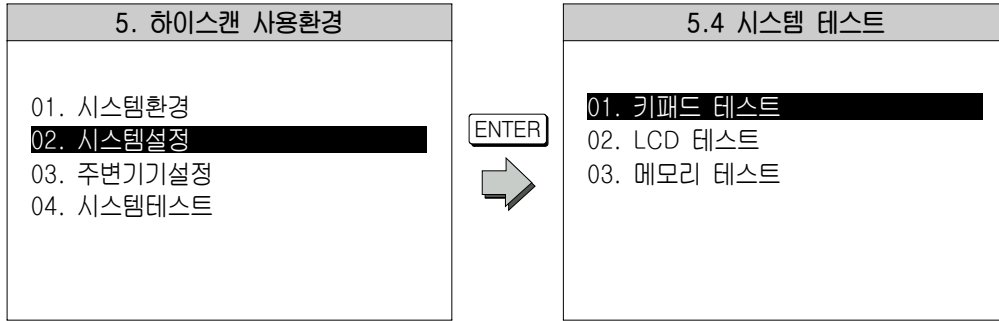 5. 하이스캔 사용환경
01. 시스템환경
02. 시스템설정
03. 주변기기설정
04. 시스템테스트
ENTER
5.4 시스템 테스트
01. 키패드 테스트
02. LCD 테스트
03. 메모리 테스트